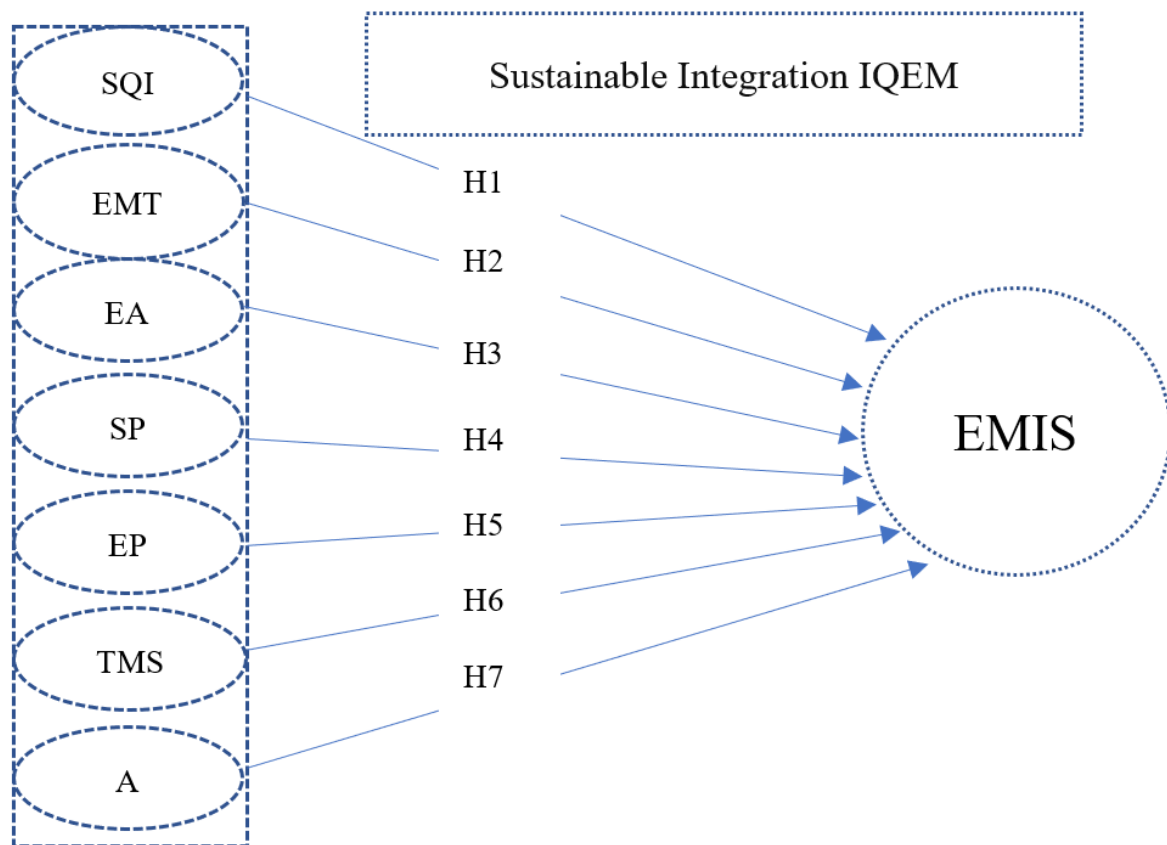 Sustainable Integration IQEM
SQI
EMT
EA
SP
EP
TMS
A
H1
H2
H3
H4
H5
H6
H7
EMIS